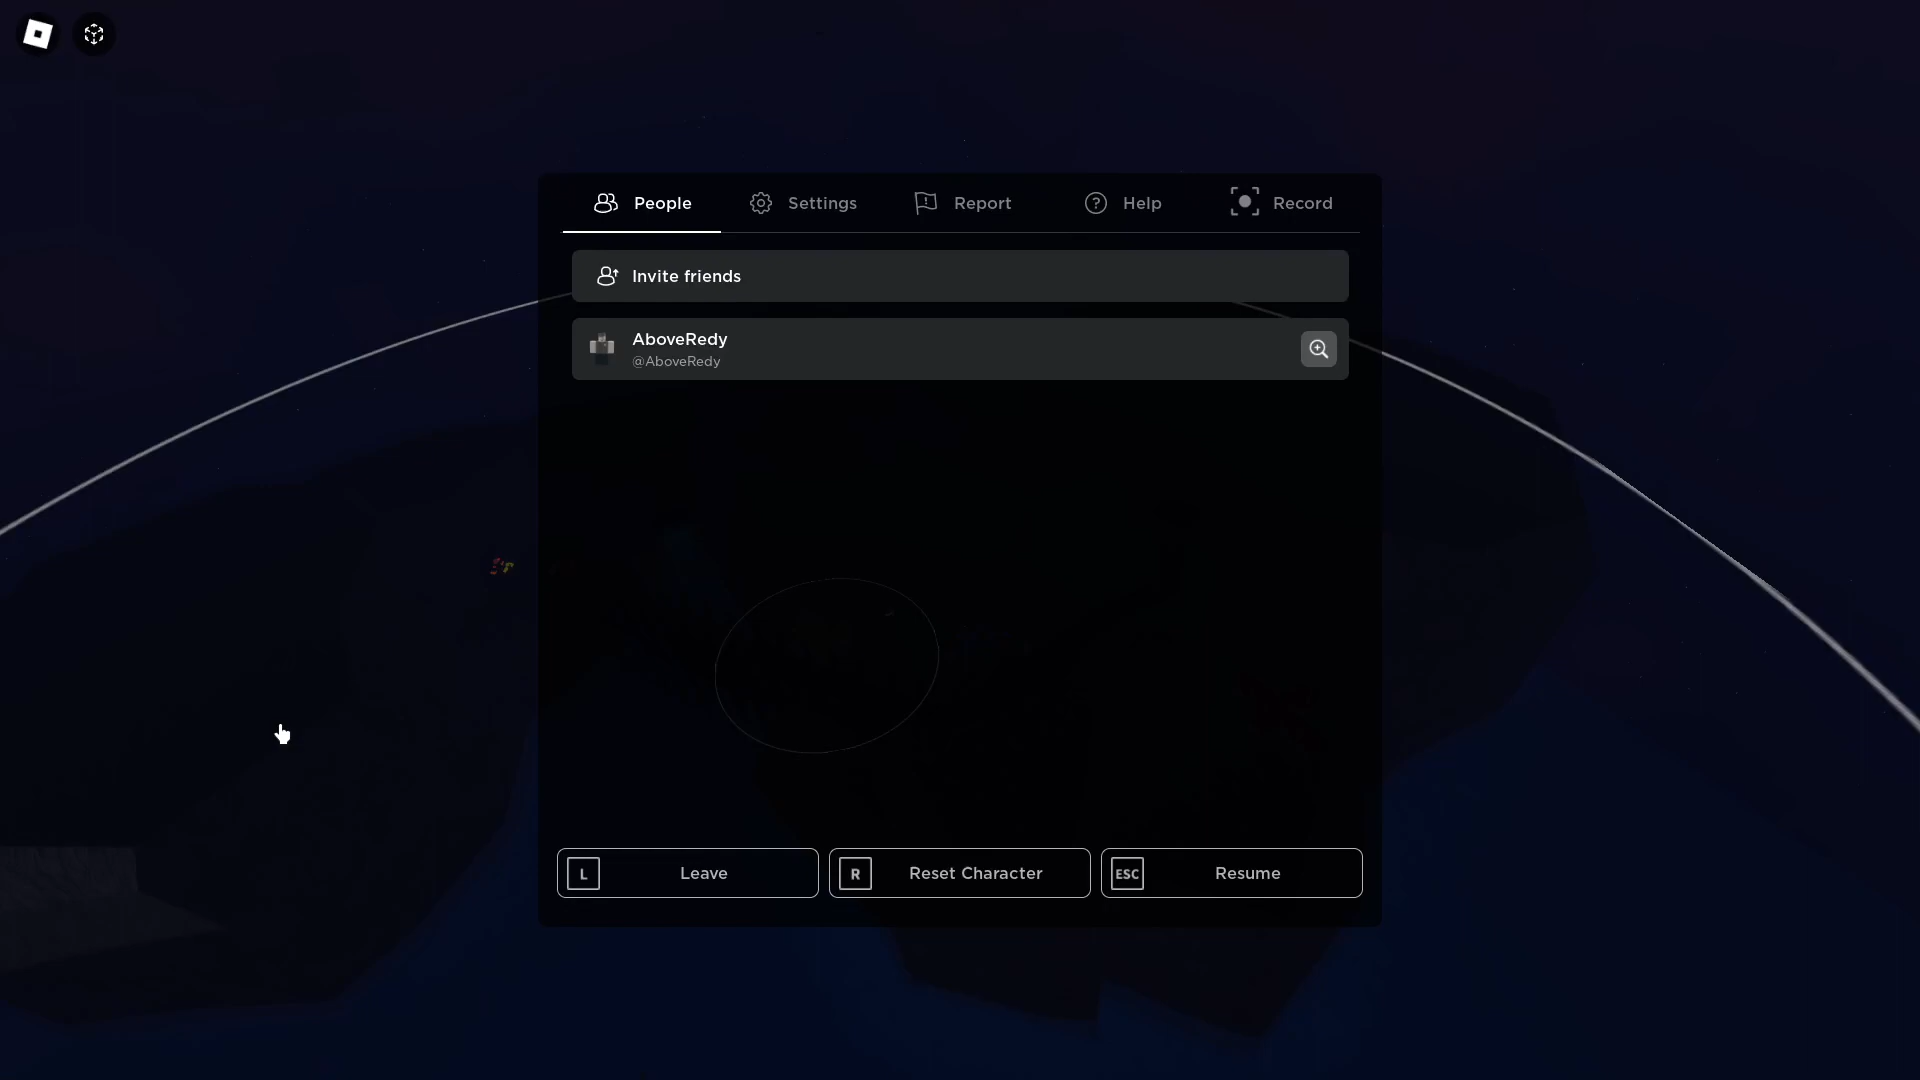 People
Settings
Report
Help
Record
Invite friends
AboveRedy
@AboveRedy
L Leave
R Reset Character
ESC Resume